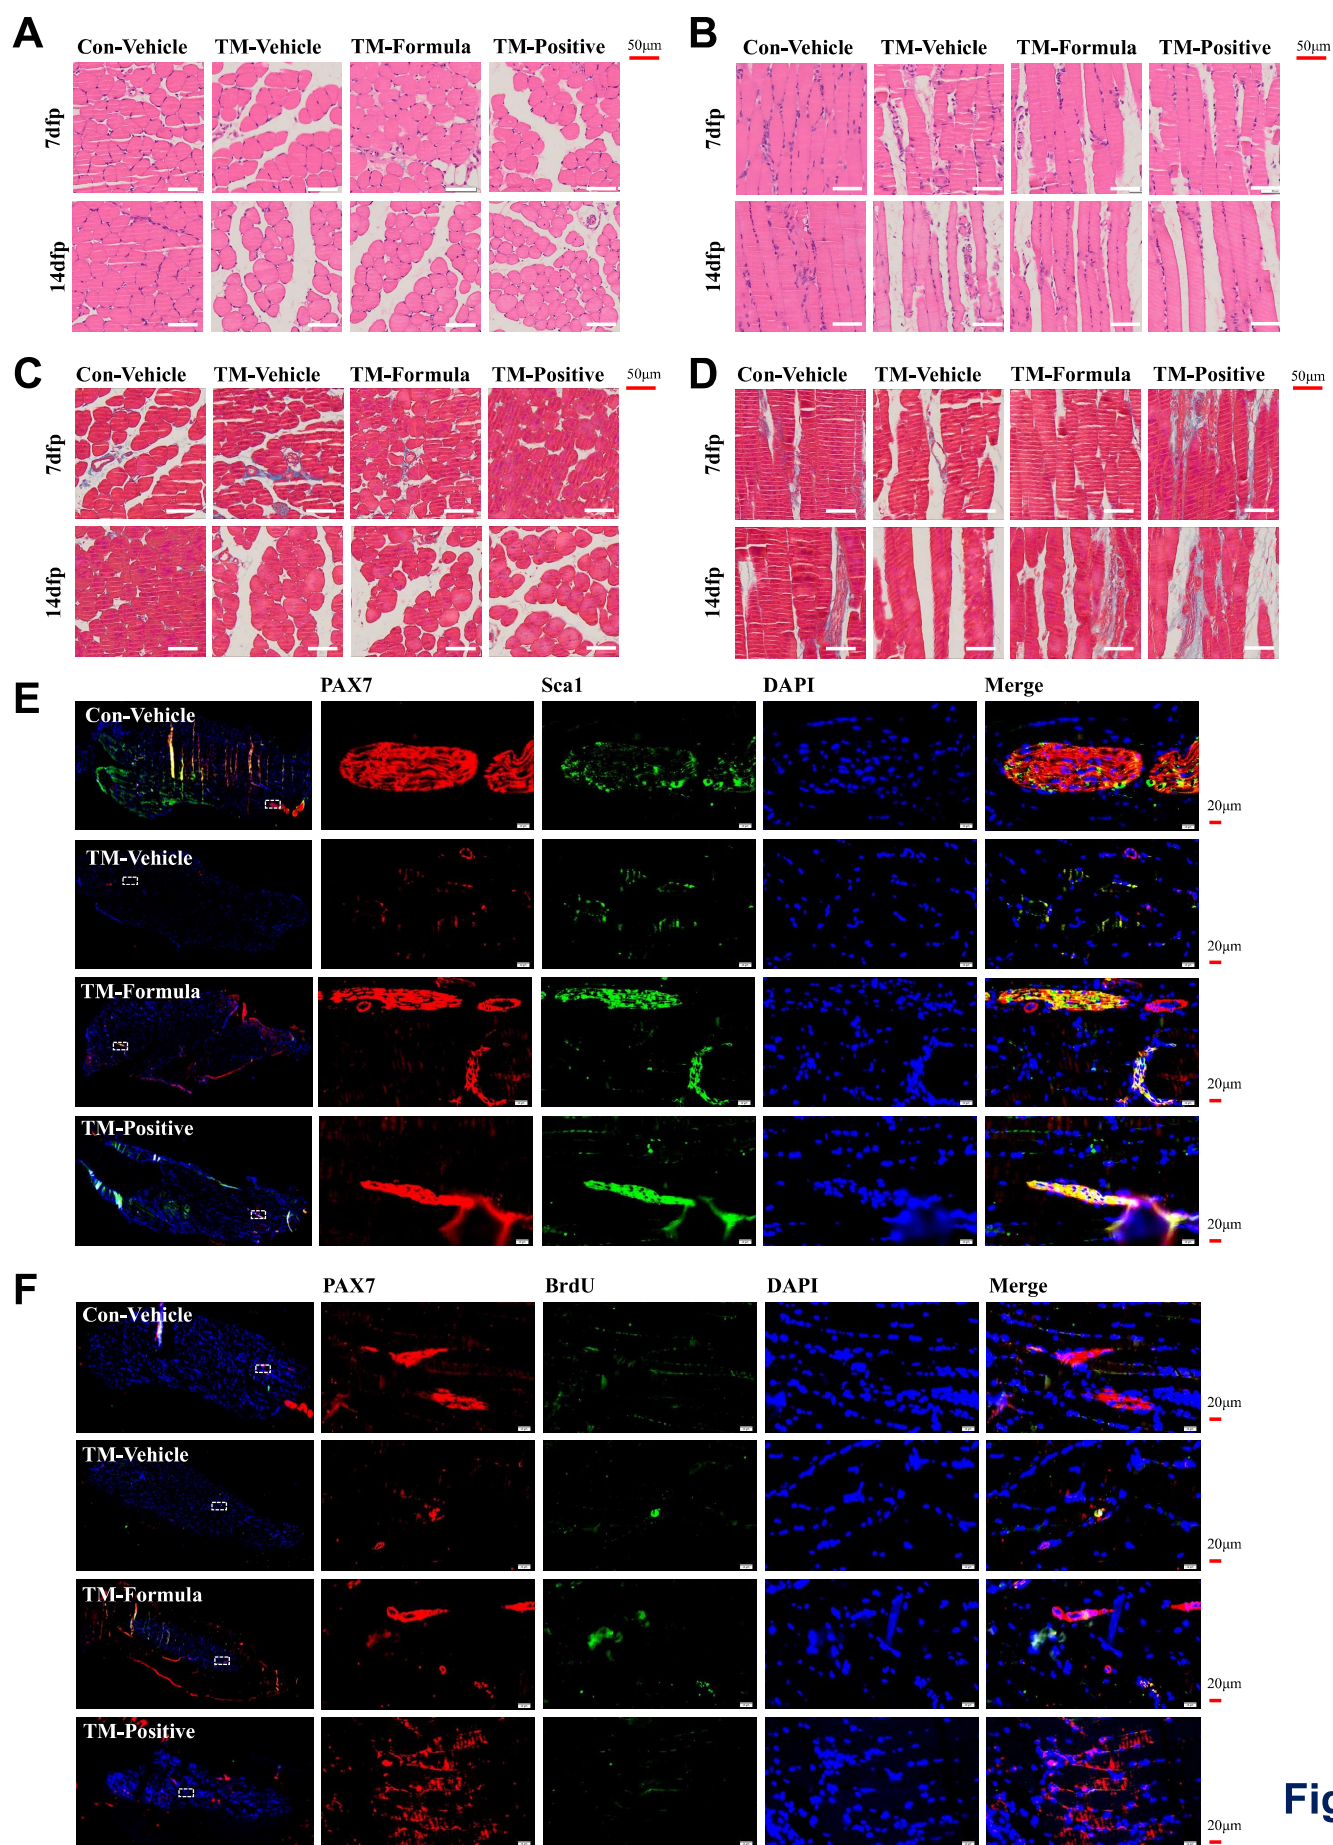 A
Con-Vehicle TM-Vehicle TM-Formula TM-Positive 50μm
7dfp
14dfp
B
Con-Vehicle TM-Vehicle TM-Formula TM-Positive 50μm
7dfp
14dfp
C
Con-Vehicle TM-Vehicle TM-Formula TM-Positive 50μm
7dfp
14dfp
D
Con-Vehicle TM-Vehicle TM-Formula TM-Positive 50μm
7dfp
14dfp
E
PAX7 Sca1 DAPI Merge
Con-Vehicle
20μm
TM-Vehicle
20μm
TM-Formula
20μm
TM-Positive
20μm
F
PAX7 BrdU DAPI Merge
Con-Vehicle
20μm
TM-Vehicle
20μm
TM-Formula
20μm
TM-Positive
20μm
Fig